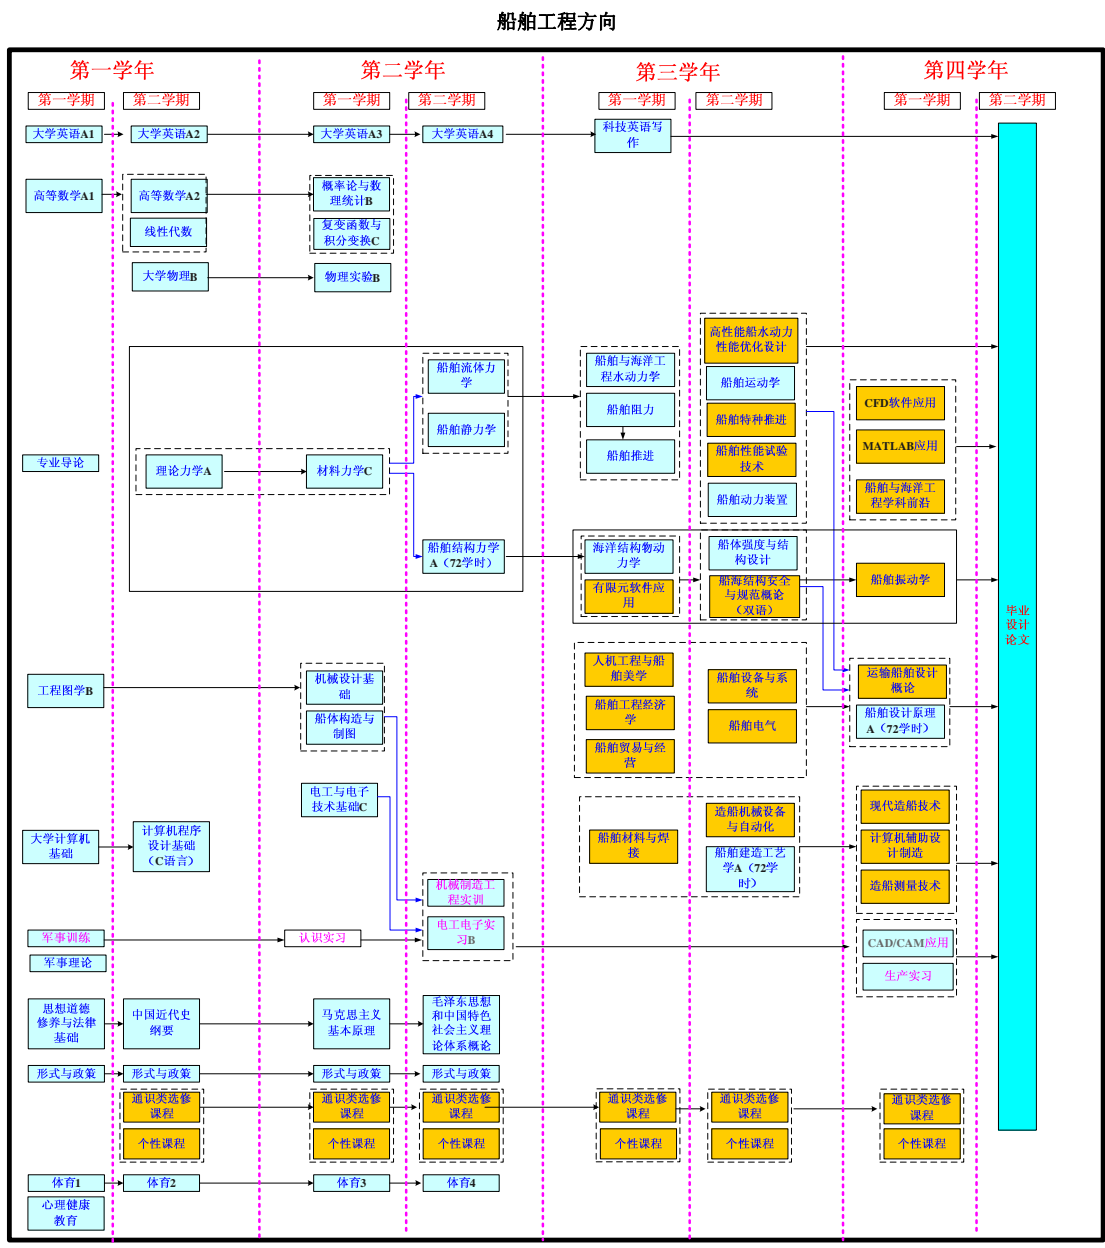 船舶工程方向
第一学年
第二学年
第三学年
第四学年
第一学期
第二学期
第一学期
第二学期
第一学期
第二学期
第一学期
第二学期
大学英语A1
大学英语A2
大学英语A3
大学英语A4
科技英语写
作
高等数学A1
高等数学A2
线性代数
概率论与数
理统计B
复变函数与
积分变换C
大学物理B
物理实验B
专业导论
理论力学A
材料力学C
船舶流体力
学
船舶静力学
船舶结构力学
A（72学时）
船舶与海洋工
程水动力学
船舶阻力
船舶推进
高性能船水动力
性能优化设计
船舶运动学
船舶特种推进
船舶性能试验
技术
船舶动力装置
CFD软件应用
MATLAB应用
船舶与海洋工
程学科前沿
海洋结构物动
力学
有限元软件应
用
船体强度与结
构设计
船海结构安全
与规范概论
（双语）
船舶振动学
毕业
设计
论文
工程图学B
机械设计基
础
船体构造与
制图
人机工程与船
舶美学
船舶工程经济
学
船舶贸易与经
营
船舶设备与系
统
船舶电气
运输船舶设计
概论
船舶设计原理
A（72学时）
电工与电子
技术基础C
大学计算机
基础
计算机程序
设计基础
（C语言）
船舶材料与焊
接
造船机械设备
与自动化
船舶建造工艺
学A（72学
时）
现代造船技术
计算机辅助设
计制造
造船测量技术
机械制造工
程实训
电工电子实
习B
军事训练
认识实习
军事理论
CAD/CAM应用
生产实习
思想道德
修养与法律
基础
中国近代史
纲要
马克思主义
基本原理
毛泽东思想
和中国特色
社会主义理
论体系概论
形式与政策
形式与政策
形式与政策
形式与政策
通识类选修
课程
个性课程
通识类选修
课程
个性课程
通识类选修
课程
个性课程
通识类选修
课程
个性课程
通识类选修
课程
个性课程
通识类选修
课程
个性课程
体育1
体育2
体育3
体育4
心理健康
教育